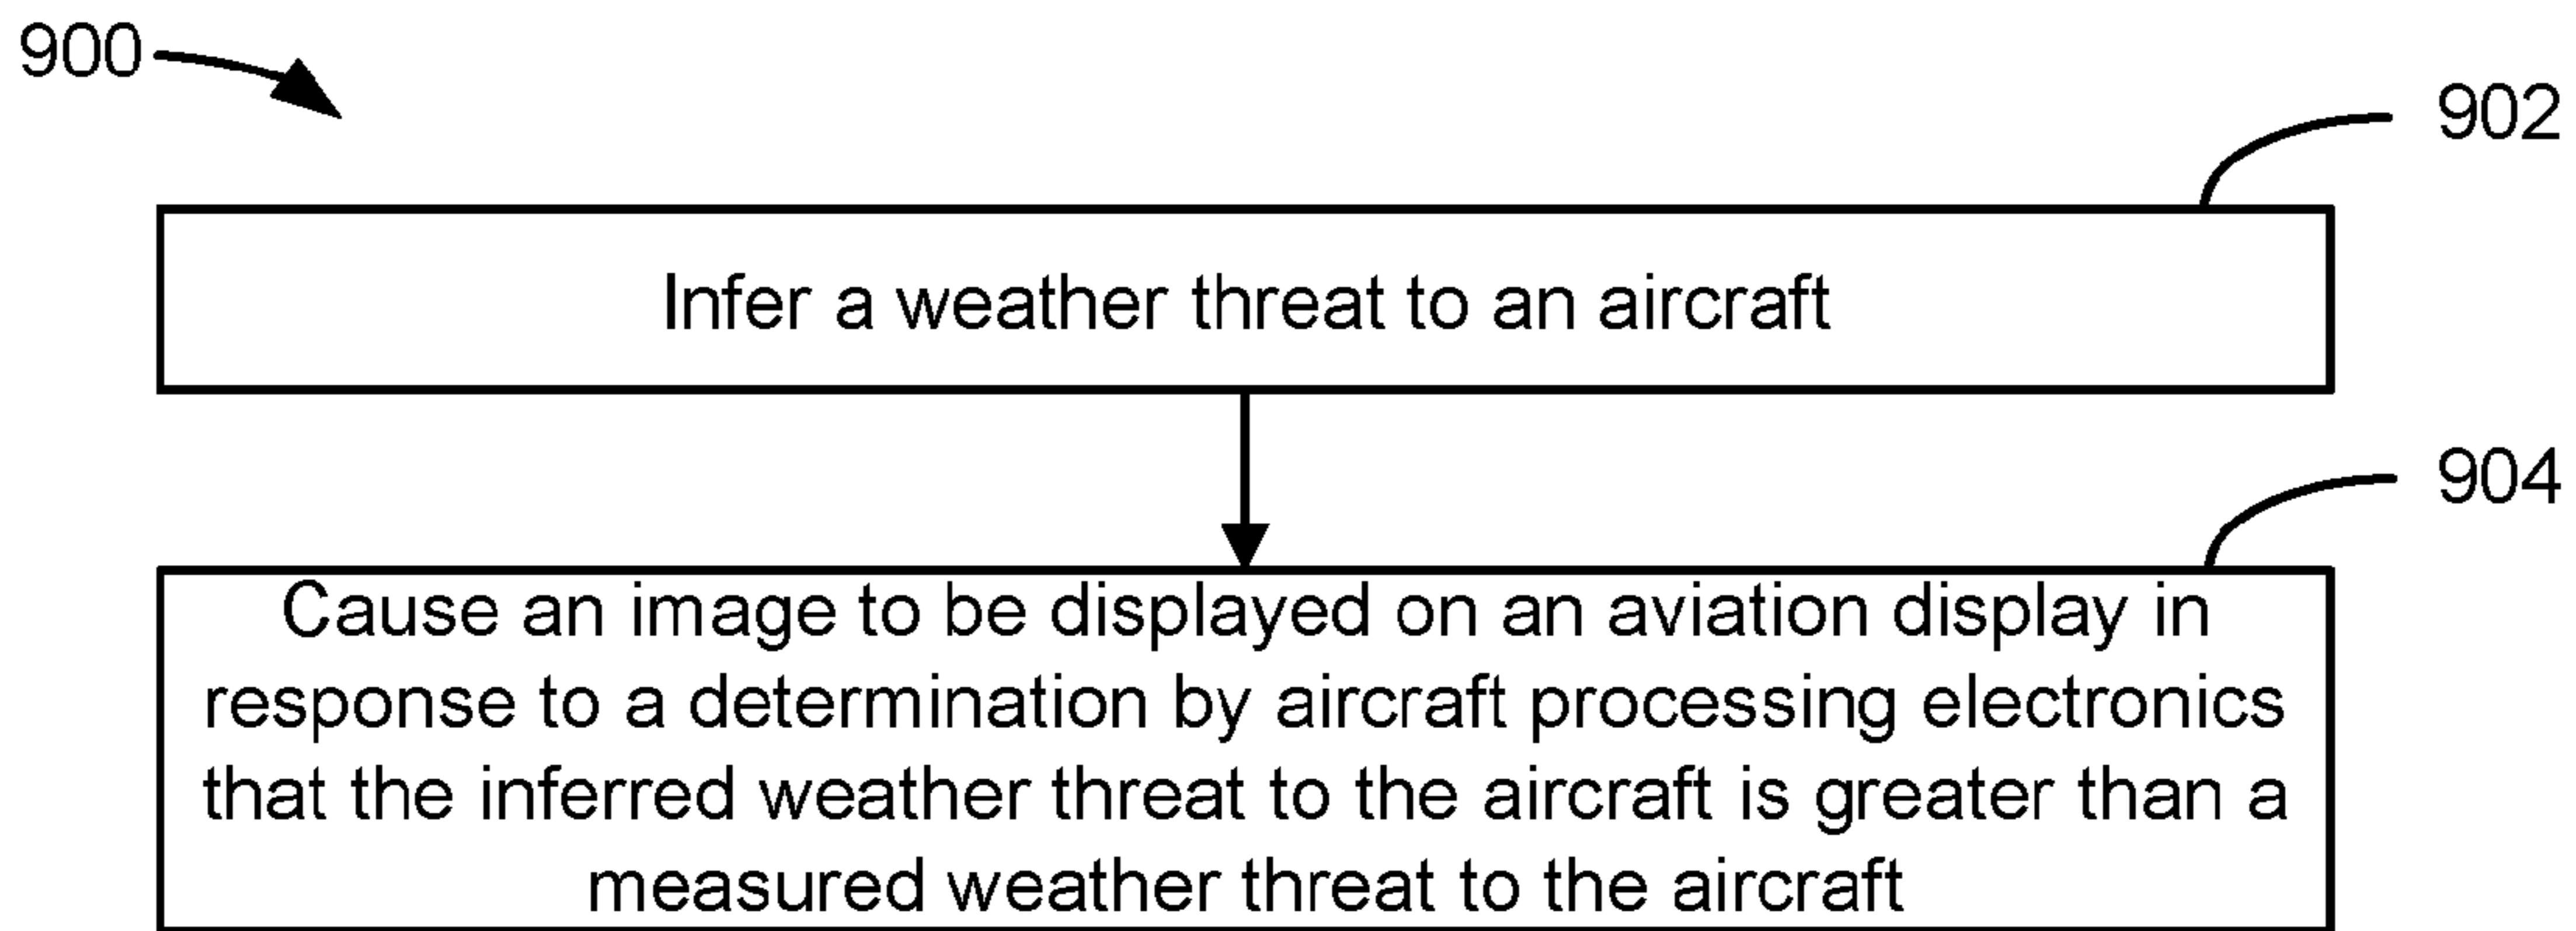 900
902
Infer a weather threat to an aircraft
904
Cause an image to be displayed on an aviation display in
response to a determination by aircraft processing electronics
that the inferred weather threat to the aircraft is greater than a
measured weather threat to the aircraft